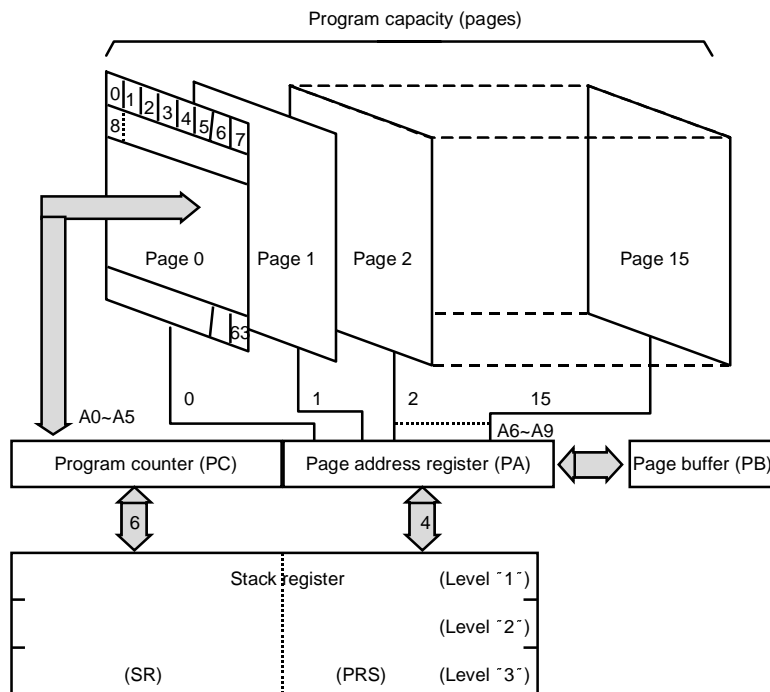 Program capacity (pages)
0 1 2 3 4 5 6 7
8
Page 0
Page 1
Page 2
Page 15
63
0
1
2
15
A0~A5
A6~A9
Program counter (PC)
Page address register (PA)
Page buffer (PB)
6
4
Stack register
(Level ˝1˝)
(Level ˝2˝)
(SR)
(PRS)
(Level ˝3˝)